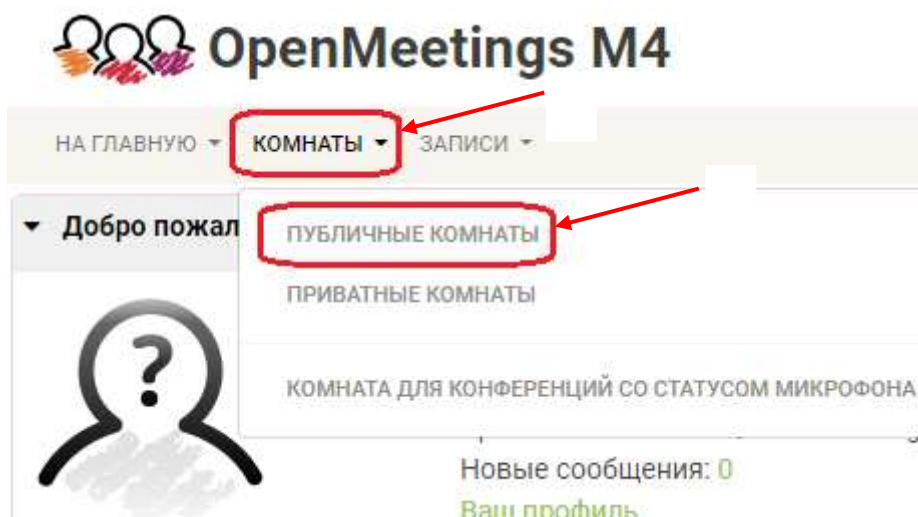 OpenMeetings M4
НА ГЛАВНУЮ КОМНАТЫ ЗАПИСИ
Добро пожал
ПУБЛИЧНЫЕ КОМНАТЫ
ПРИВАТНЫЕ КОМНАТЫ
?
КОМНАТА ДЛЯ КОНФЕРЕНЦИЙ СО СТАТУСОМ МИКРОФОНА
Новые сообщения: 0
Ваш профиль